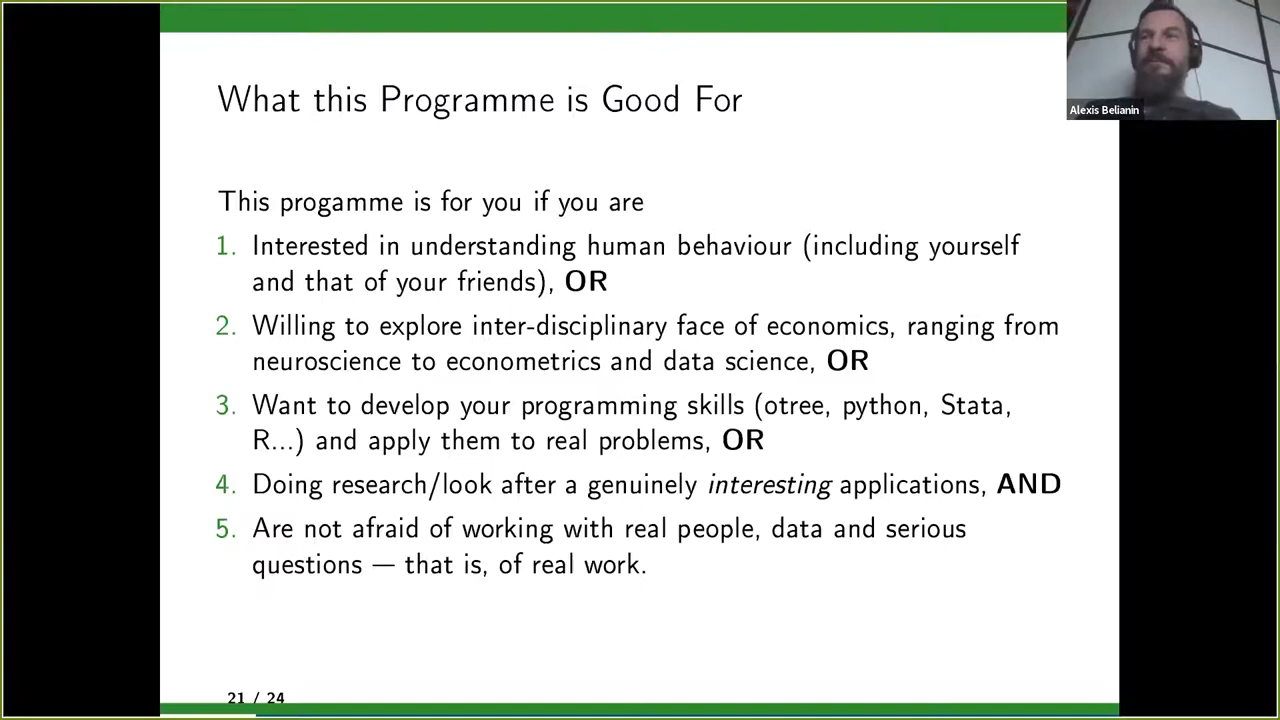 What this Programme is Good For
Alexis Belianin
This progamme is for you if you are
1. Interested in understanding human behaviour (including yourself
and that of your friends), OR
2. Willing to explore inter-disciplinary face of economics, ranging from
neuroscience to econometrics and data science, OR
3. Want to develop your programming skills (otree, python, Stata,
R...) and apply them to real problems, OR
4. Doing research/look after a genuinely interesting applications, AND
5. Are not afraid of working with real people, data and serious
questions — that is, of real work.
21 / 24